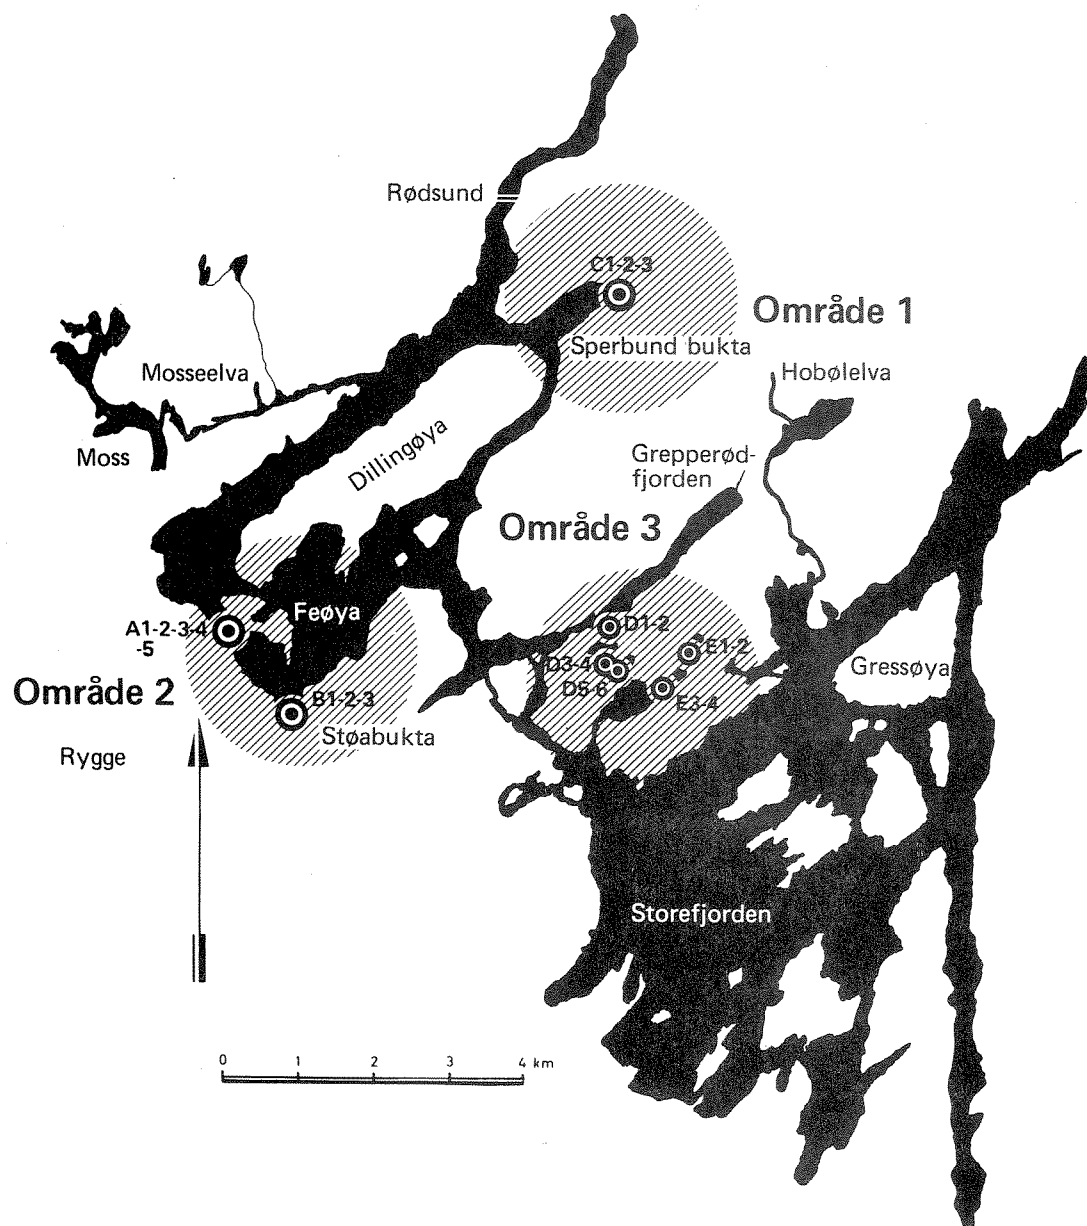 Rødsund
C1-2-3
Område 1
Sperbund bukta
Mosseelva
Hobølelva
Moss
Dillingøya
Grepperød-
fjorden
Område 3
Feøya
A1-2-3-4
-5
D1-2
E1-2
D3-4
D5-6
Gressøya
Område 2
B1-2-3
E3-4
Støabukta
Rygge
Storefjorden
0 1 2 3 4 km